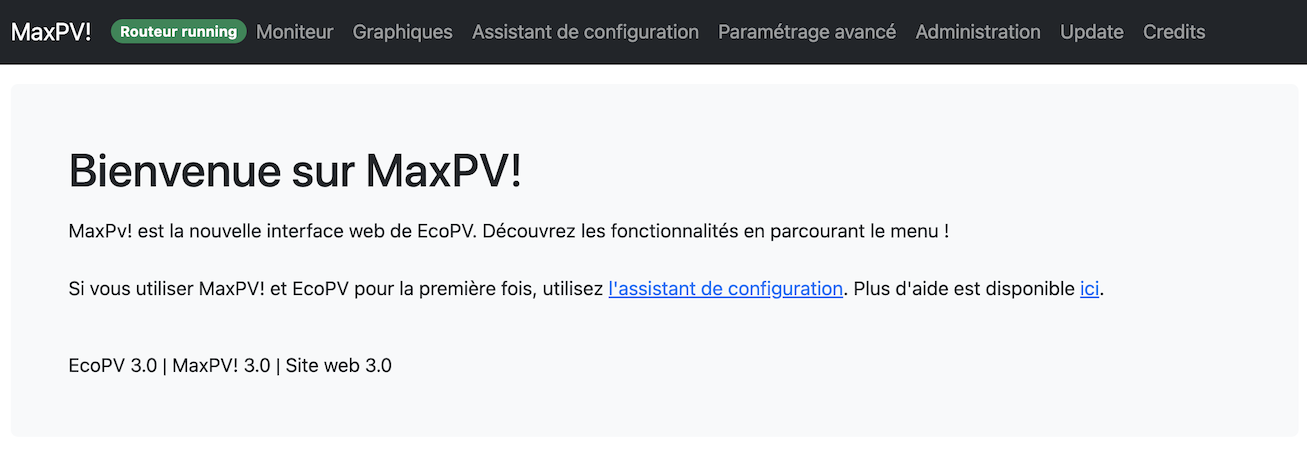 MaxPV! Routeur running Moniteur Graphiques Assistant de configuration Paramétrage avancé Administration Update Credits
Bienvenue sur MaxPV!
MaxPv! est la nouvelle interface web de EcoPV. Découvrez les fonctionnalités en parcourant le menu !
Si vous utiliser MaxPV! et EcoPV pour la première fois, utilisez l'assistant de configuration. Plus d'aide est disponible ici.
EcoPV 3.0 | MaxPV! 3.0 | Site web 3.0